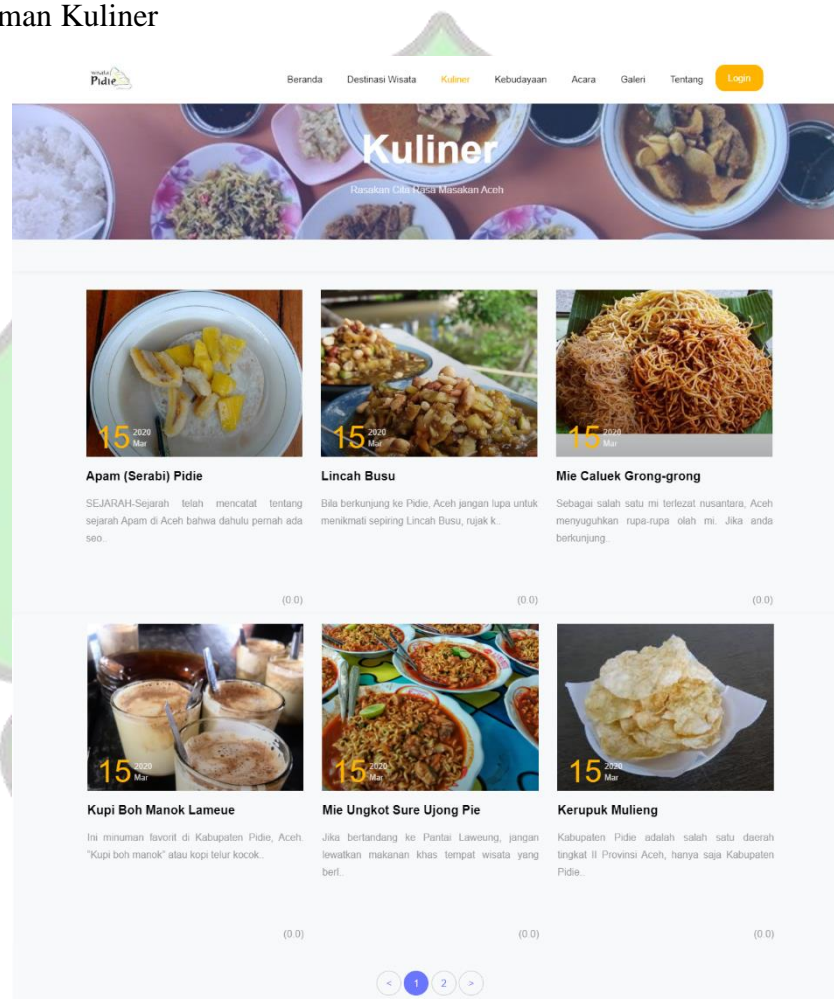 man Kuliner
wisata
Pidie
Beranda Destinasi Wisata Kuliner Kebudayaan Acara Galeri Tentang Login
Kuliner
Rasakan Cita Rasa Masakan Aceh
15 2020
Mar
15 2020
Mar
15 2020
Mar
Apam (Serabi) Pidie
SEJARAH-Sejarah telah mencatat tentang
sejarah Apam di Aceh bahwa dahulu pernah ada
seo..
(0.0)
Lincah Busu
Bila berkunjung ke Pidie, Aceh jangan lupa untuk
menikmati sepiring Lincah Busu, rujak k..
(0.0)
Mie Caluek Grong-grong
Sebagai salah satu mi terlezat nusantara, Aceh
menyuguhkan rupa-rupa olah mi. Jika anda
berkunjung..
(0.0)
15 2020
Mar
15 2020
Mar
15 2020
Mar
Kupi Boh Manok Lameue
Ini minuman favorit di Kabupaten Pidie, Aceh.
"Kupi boh manok" atau kopi telur kocok..
(0.0)
Mie Ungkot Sure Ujong Pie
Jika bertandang ke Pantai Laweung, jangan
lewatkan makanan khas tempat wisata yang
berl..
(0.0)
Kerupuk Mulieng
Kabupaten Pidie adalah salah satu daerah
tingkat II Provinsi Aceh, hanya saja Kabupaten
Pidie..
(0.0)
< 1 2 >